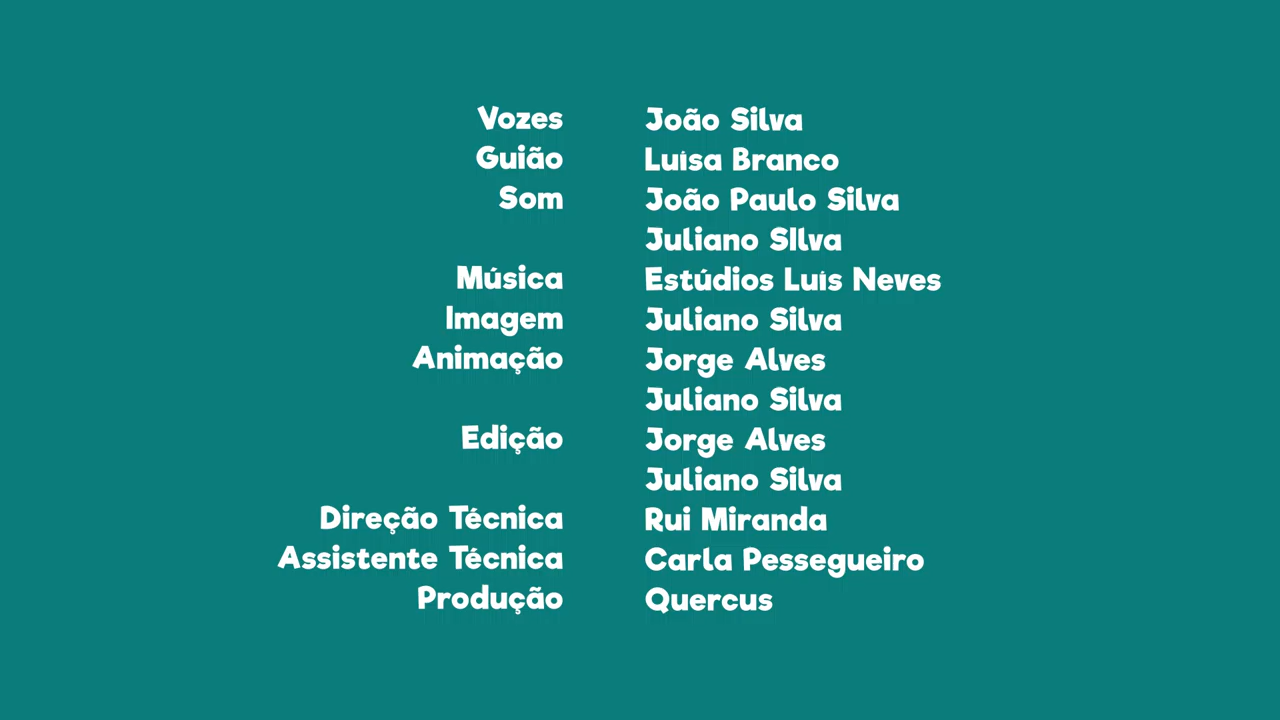 Vozes João Silva
Guião Luísa Branco
Som João Paulo Silva
Juliano SIlva
Música Estúdios Luís Neves
Imagem Juliano Silva
Animação Jorge Alves
Juliano Silva
Edição Jorge Alves
Juliano Silva
Direção Técnica Rui Miranda
Assistente Técnica Carla Pessegueiro
Produção Quercus